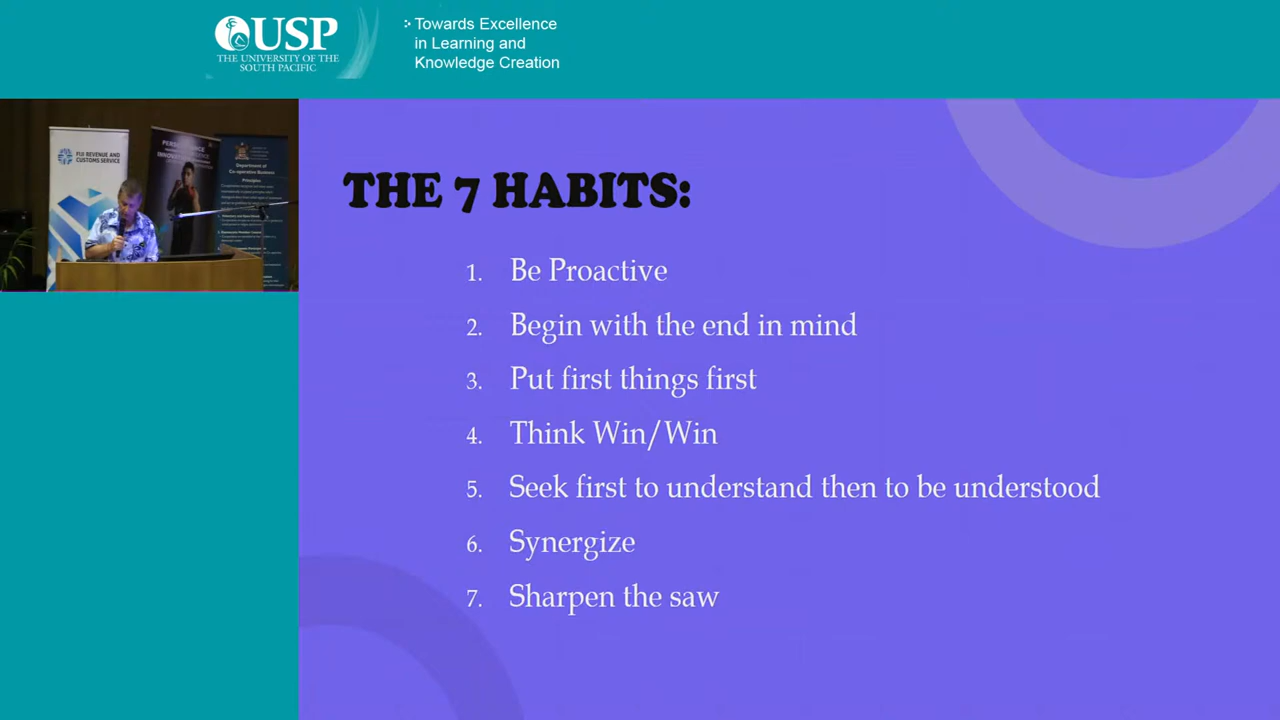 USP
THE UNIVERSITY OF THE
SOUTH PACIFIC
Towards Excellence
in Learning and
Knowledge Creation
FIJI REVENUE AND
CUSTOMS SERVICE
Department of
Co-operative Business
Principles
THE 7 HABITS:
1. Be Proactive
2. Begin with the end in mind
3. Put first things first
4. Think Win/Win
5. Seek first to understand then to be understood
6. Synergize
7. Sharpen the saw